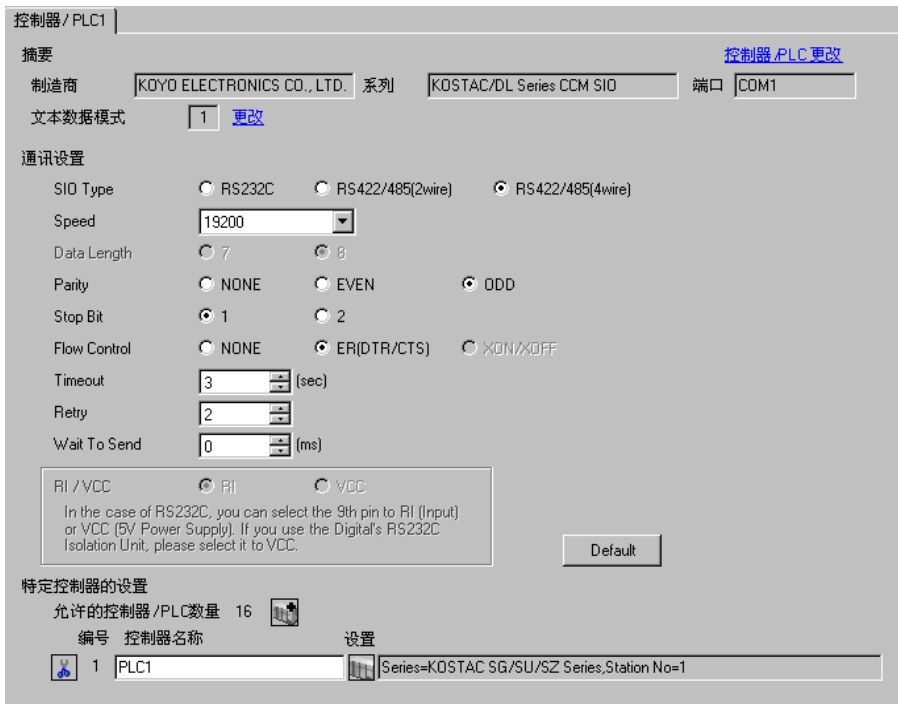 控制器/PLC1
摘要 控制器/PLC更改
制造商 KOYO ELECTRONICS CO., LTD. 系列 KOSTAC/DL Series CCM SIO 端口 COM1
文本数据模式 1 更改
通讯设置
SIO Type RS232C RS422/485(2wire) RS422/485(4wire)
Speed 19200
Data Length 7 8
Parity NONE EVEN ODD
Stop Bit 1 2
Flow Control NONE ER(DTR/CTS) XON/XOFF
Timeout 3 (sec)
Retry 2
Wait To Send 0 (ms)
RI / VCC RI VCC
In the case of RS232C, you can select the 9th pin to RI (Input)
or VCC (5V Power Supply). If you use the Digital's RS232C
Isolation Unit, please select it to VCC.
Default
特定控制器的设置
允许的控制器/PLC数量 16
编号 控制器名称 设置
1 PLC1 Series=KOSTAC SG/SU/SZ Series,Station No=1